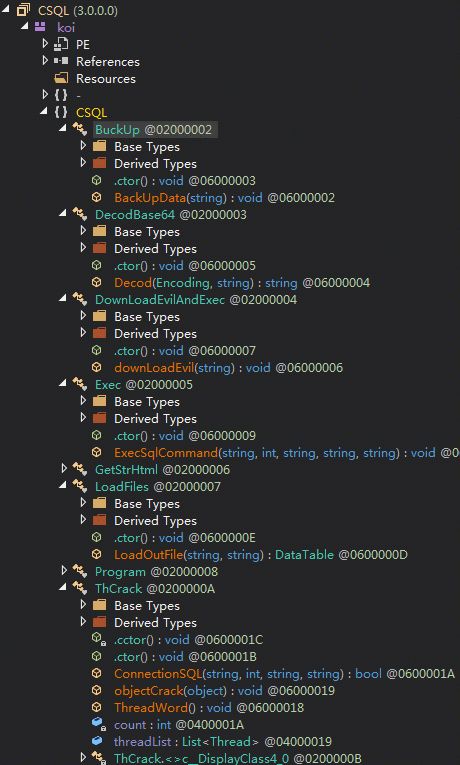 CSQL (3.0.0.0)
koi
PE
References
Resources
{ } -
{ } CSQL
BuckUp @02000002
Base Types
Derived Types
.ctor() : void @06000003
BackUpData(string) : void @06000002
DecodBase64 @02000003
Base Types
Derived Types
.ctor() : void @06000005
Decod(Encoding, string) : string @06000004
DownLoadEvilAndExec @02000004
Base Types
Derived Types
.ctor() : void @06000007
downLoadEvil(string) : void @06000006
Exec @02000005
Base Types
Derived Types
.ctor() : void @06000009
ExecSqlCommand(string, int, string, string, string) : void @0
GetStrHtml @02000006
LoadFiles @02000007
Base Types
Derived Types
.ctor() : void @0600000E
LoadOutFile(string, string) : DataTable @0600000D
Program @02000008
ThCrack @0200000A
Base Types
Derived Types
.cctor() : void @0600001C
.ctor() : void @0600001B
ConnectionSQL(string, int, string, string) : bool @0600001A
objectCrack(object) : void @06000019
ThreadWord() : void @06000018
count : int @0400001A
threadList : List<Thread> @04000019
ThCrack.<>c__DisplayClass4_0 @0200000B